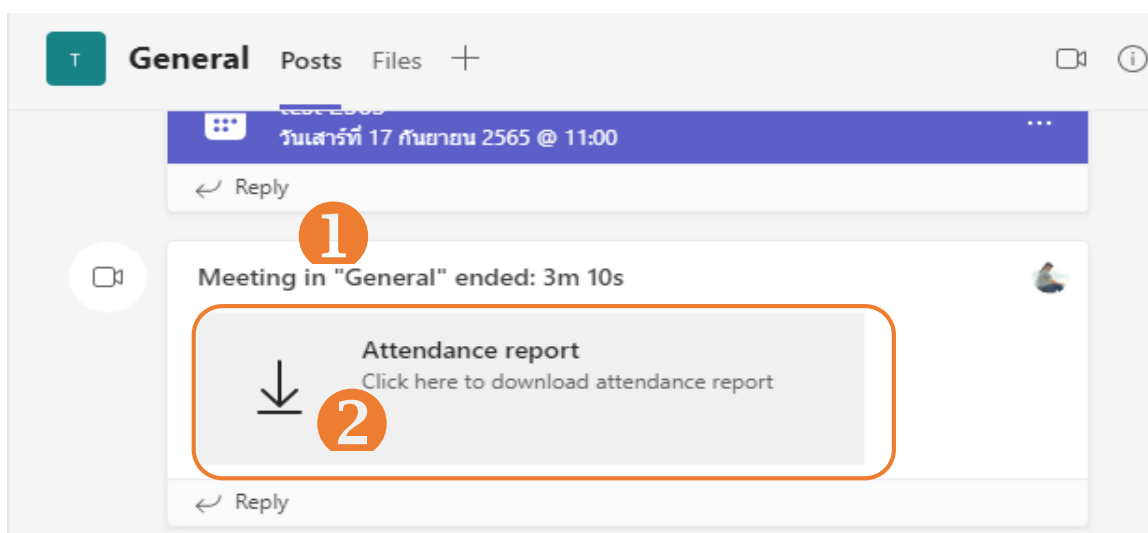 T General Posts Files
วันเสาร์ที่ 17 กันยายน 2565 @ 11:00
Reply
1
Meeting in "General" ended: 3m 10s
Attendance report
Click here to download attendance report
2
Reply